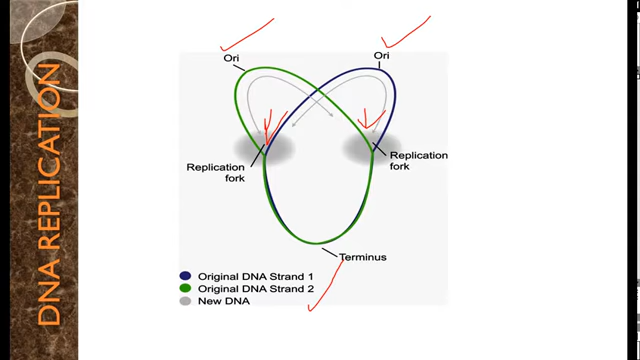 DNA REPLICATION
Ori
Ori
Replication
fork
Replication
fork
Terminus
Original DNA Strand 1
Original DNA Strand 2
New DNA